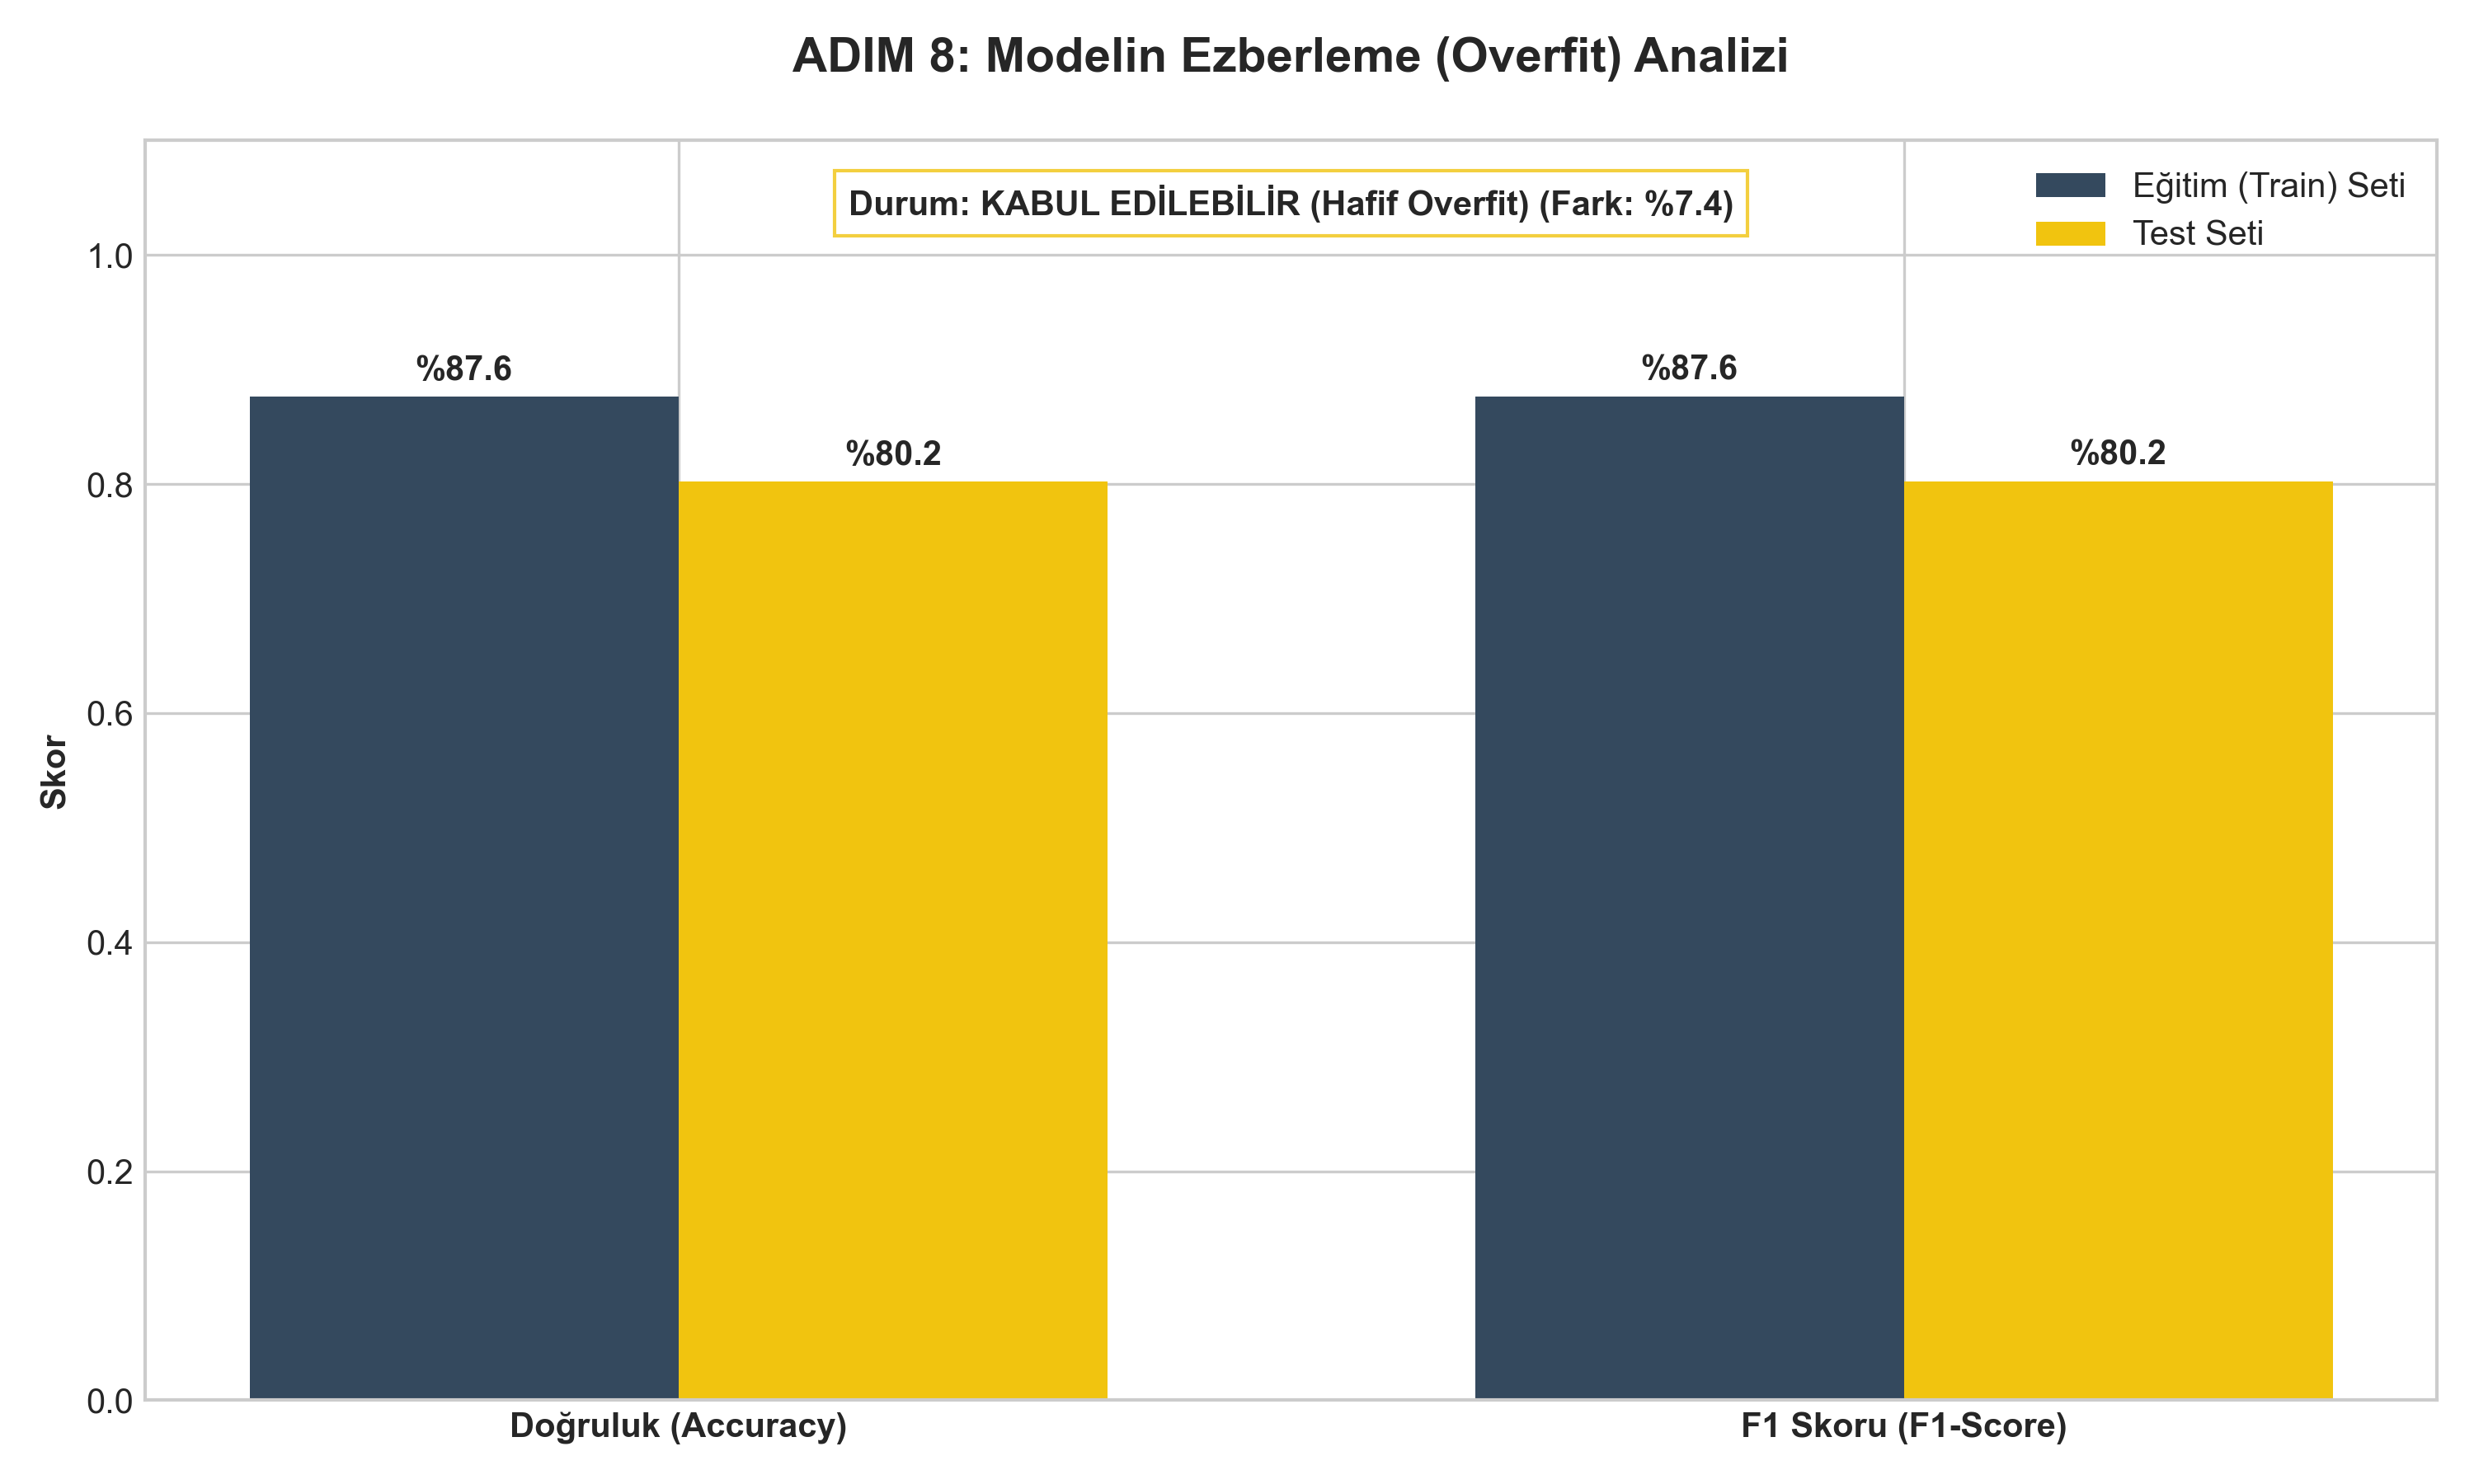 ADIM 8: Modelin Ezberleme (Overfit) Analizi
Durum: KABUL EDİLEBİLİR (Hafif Overfit) (Fark: %7.4)
Eğitim (Train) Seti
Test Seti
Skor
1.0
0.8
0.6
0.4
0.2
0.0
%87.6
%80.2
%87.6
%80.2
Doğruluk (Accuracy)
F1 Skoru (F1-Score)